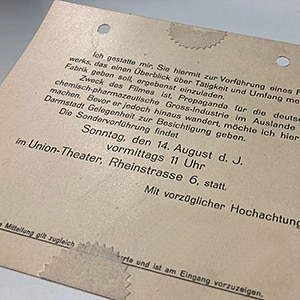 Ich gestatte mir, Sie hiermit zur Vorführung eines F
werks, das einen Überblick über Tätigkeit und Umfang me
Fabrik geben soll, ergebenst einzuladen.
Zweck des Filmes ist, Propaganda für die deutse
chemisch-pharmazeutische Gross-Industrie im Auslande
machen. Bevor er jedoch hinaus wandert, möchte ich hier
Darmstadt Gelegenheit zur Besichtigung geben.
Die Sondervorführung findet
Sonntag, den 14. August d. J.
vormittags 11 Uhr
im Union-Theater, Rheinstrasse 6, statt.
Mit vorzüglicher Hochachtung
e Mitteilung gilt zugleich rte und ist am Eingang vorzuzeigen.